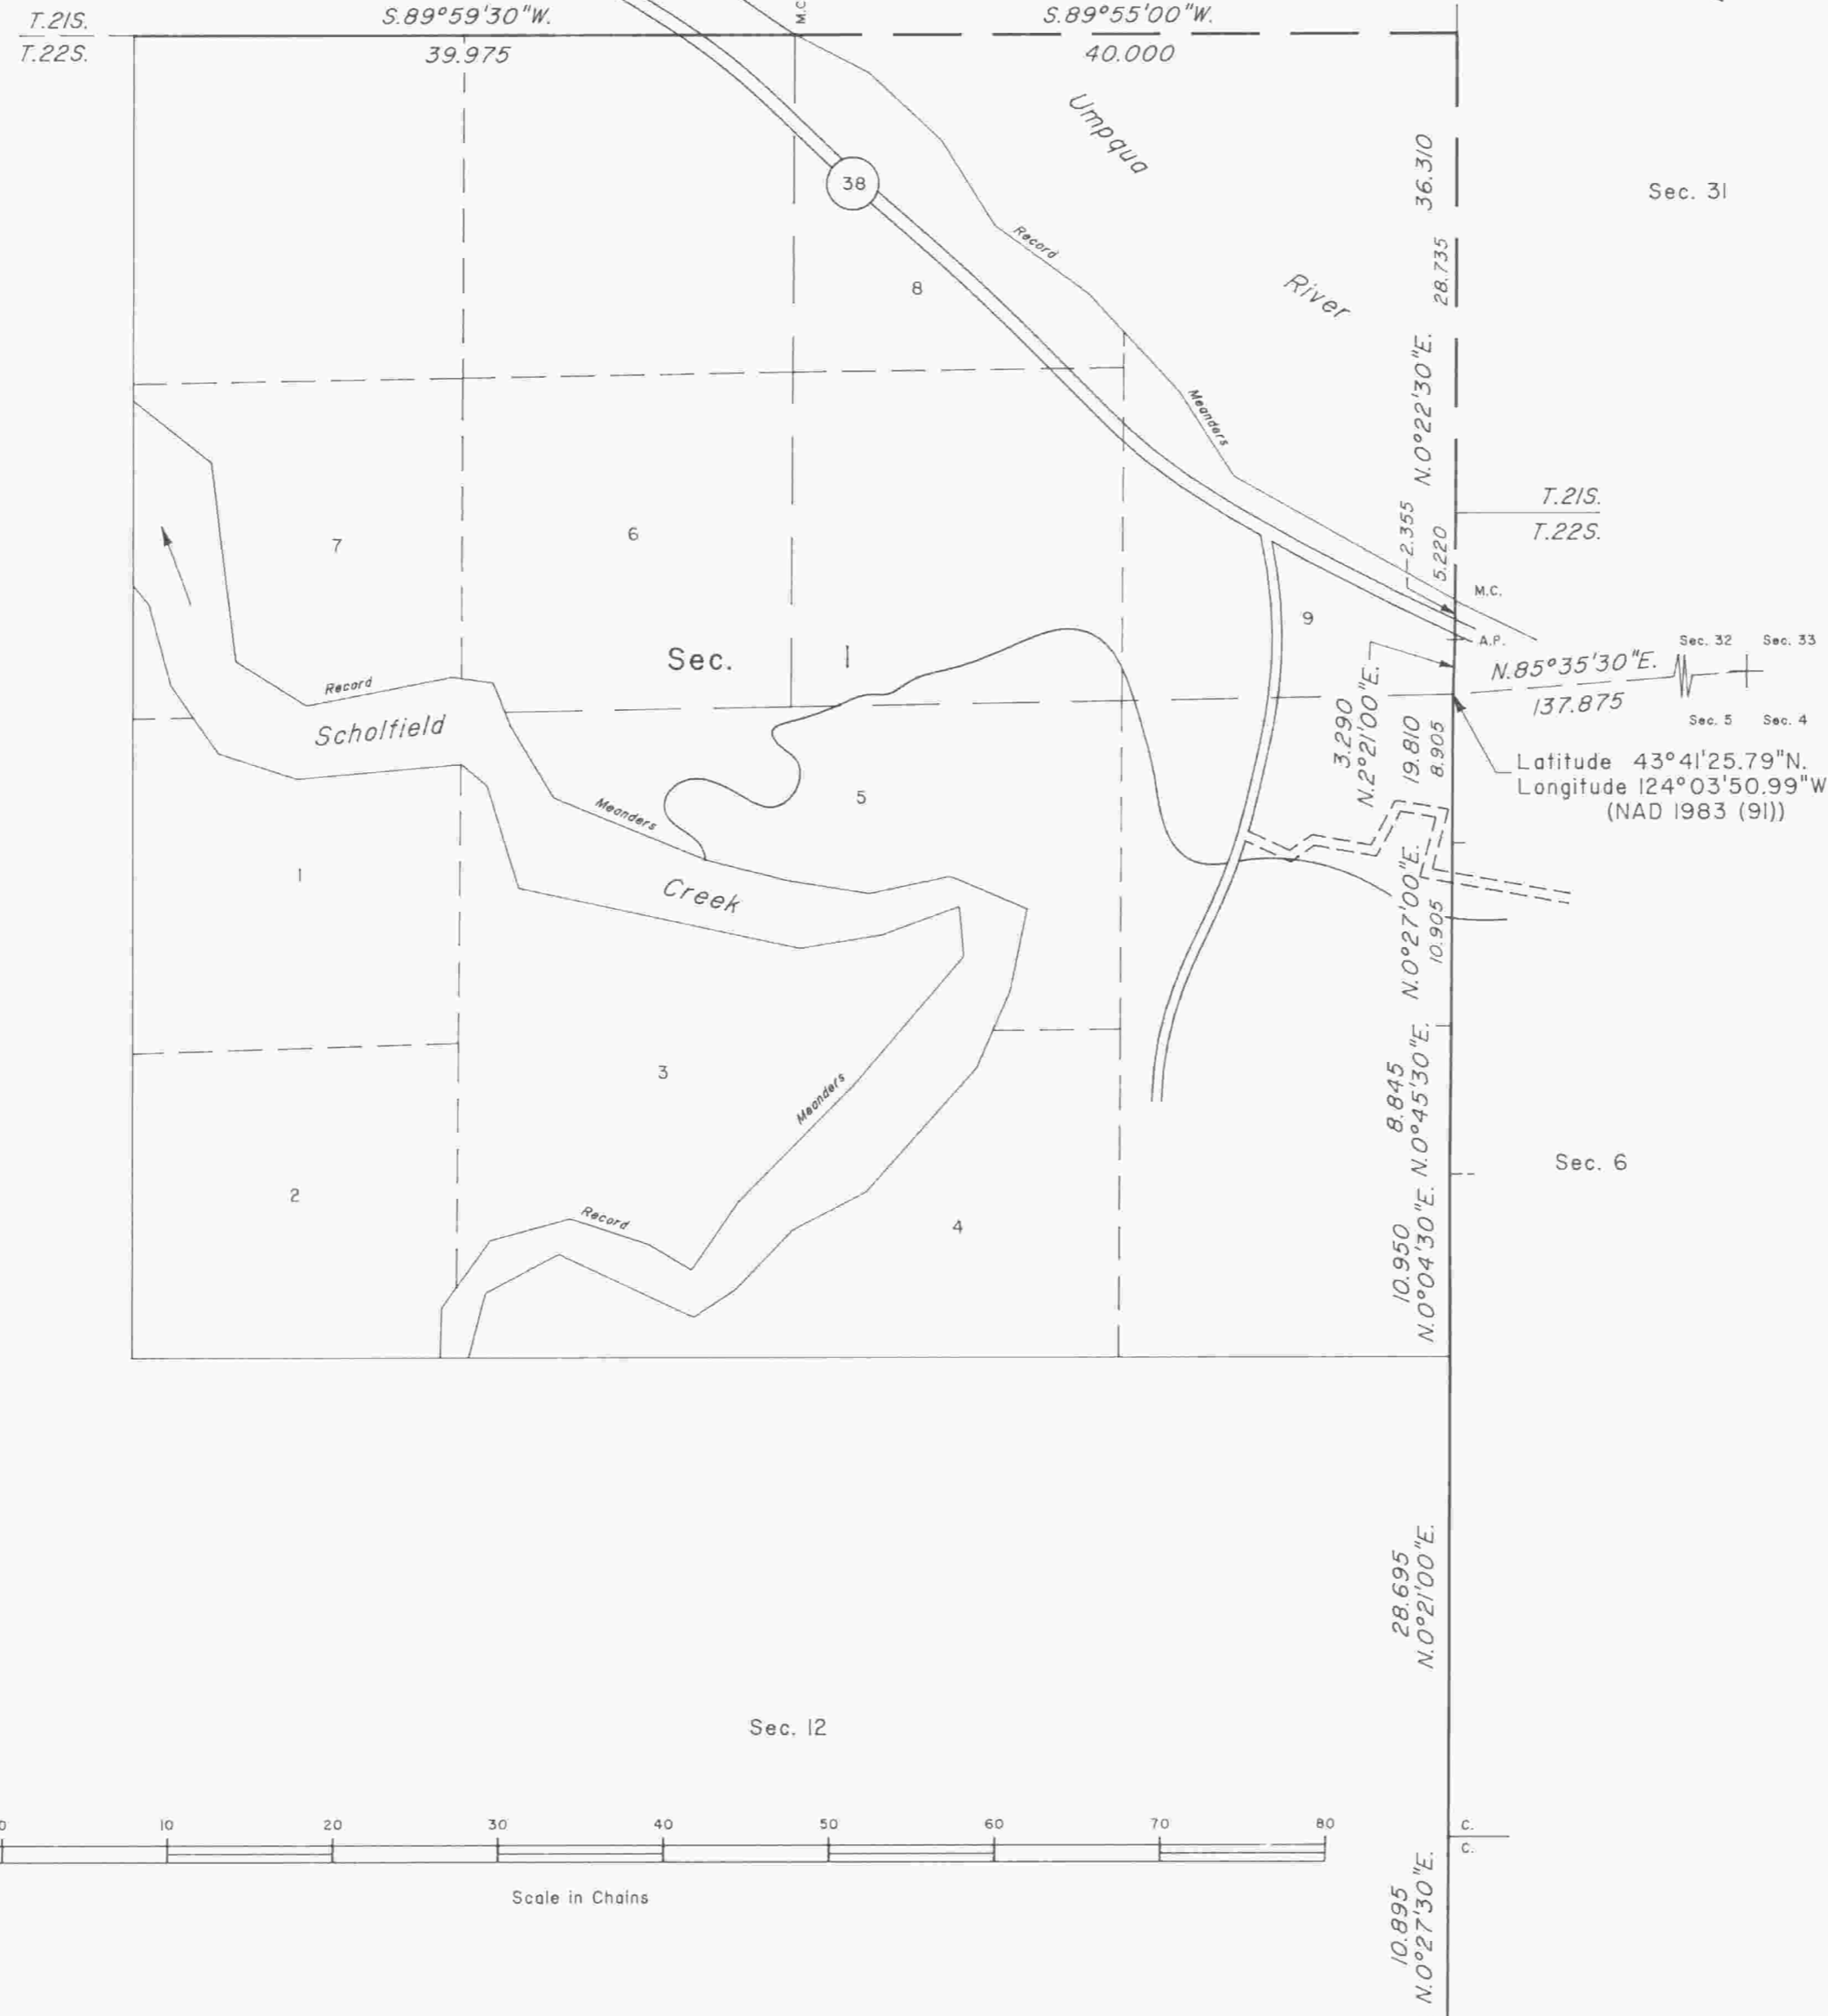 T.21S.
T.22S.
S.89°59'30"W.
39.975
M.C.
S.89°55'00"W.
40.000
Umpqua
River
38
Record
Meanders
8
36.310
28.735
N.0°22'30"E.
Sec. 31
T.21S.
T.22S.
2.355
5.220
M.C.
A.P.
7
6
9
Sec. 1
Sec. 32 Sec. 33
N.85°35'30"E.
137.875
Sec. 5 Sec. 4
Latitude 43°41'25.79"N.
Longitude 124°03'50.99"W
(NAD 1983 (91))
3.290
N.2°21'00"E.
19.810
8.905
N.0°27'00"E.
10.905
Record
Scholfield
Meanders
Creek
5
1
3
Meanders
2
Record
4
8.845
N.0°45'30"E.
10.950
N.0°04'30"E.
Sec. 6
28.695
N.0°21'00"E.
Sec. 12
0 10 20 30 40 50 60 70 80
Scale in Chains
C.
C.
10.895
N.0°27'30"E.